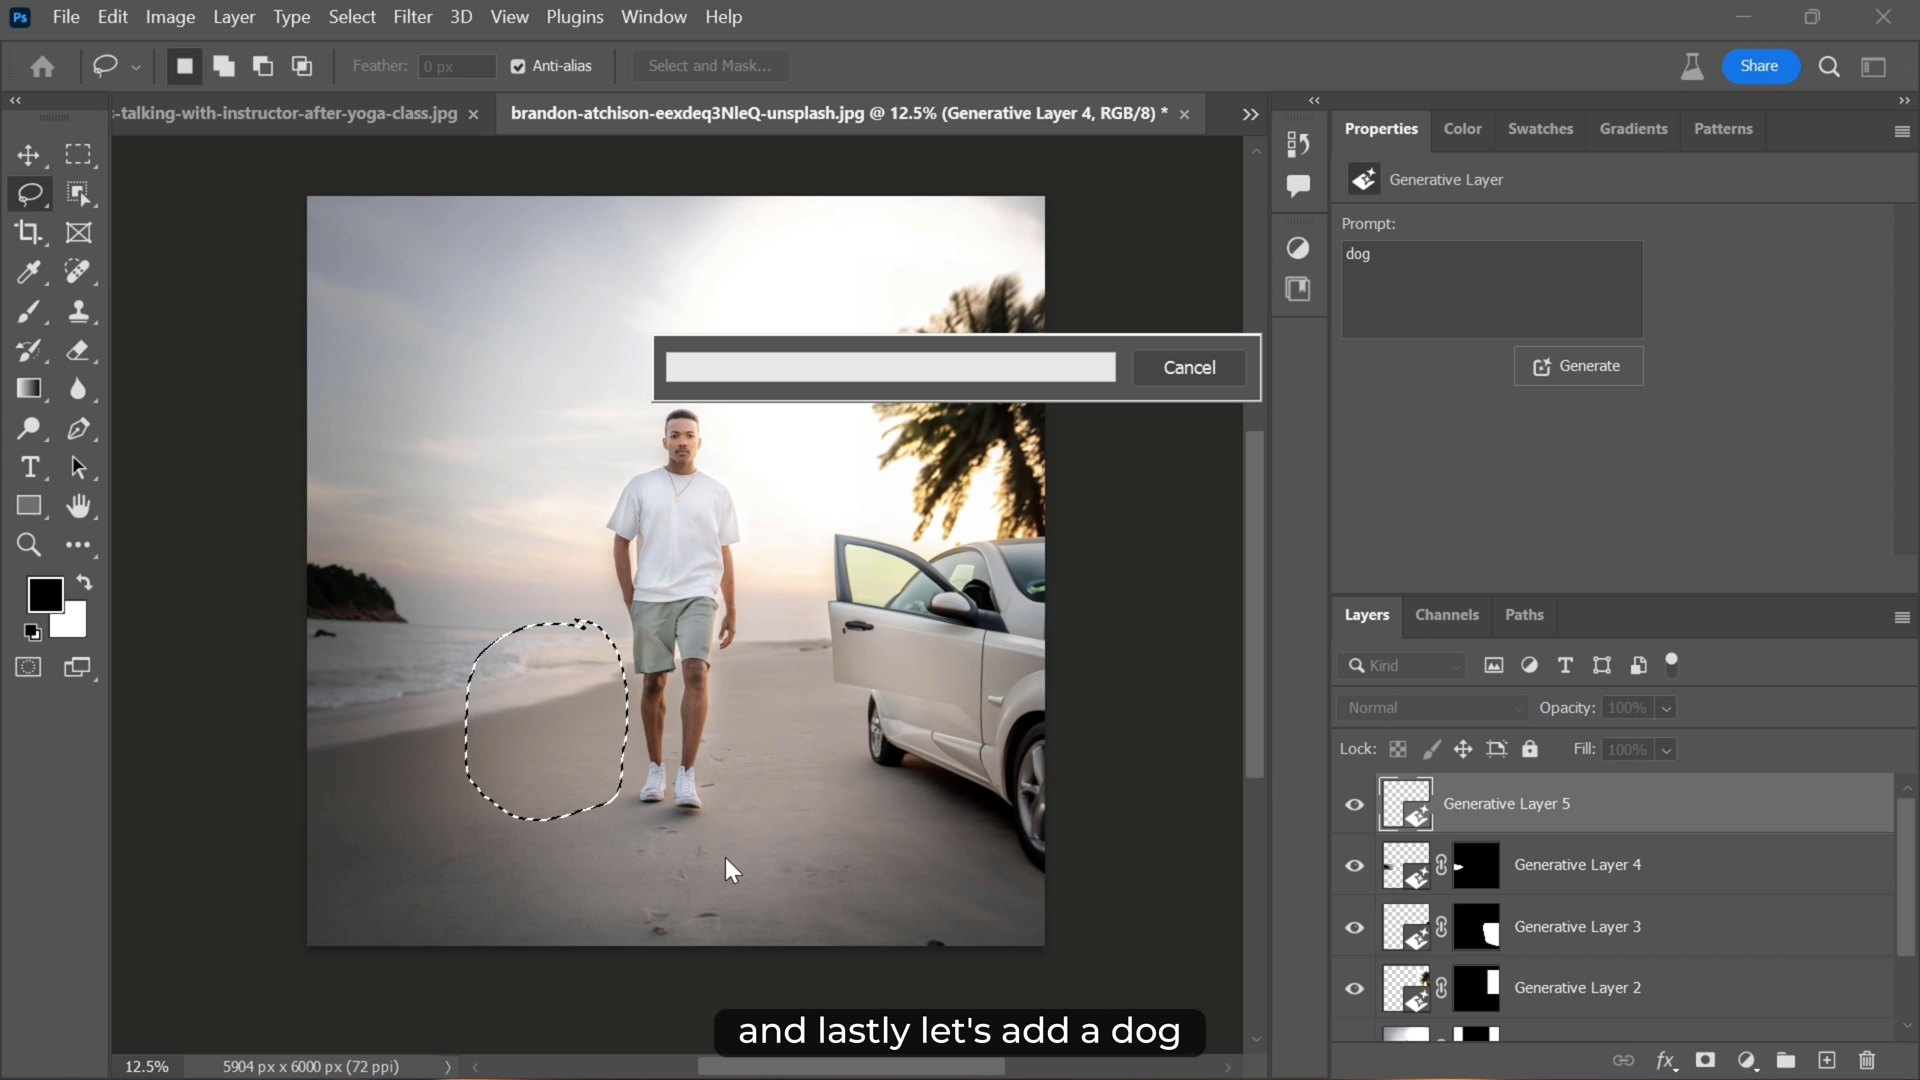 Ps File Edit Image Layer Type Select Filter 3D View Plugins Window Help
Feather: 0 px Anti-alias Select and Mask... Share
-talking-with-instructor-after-yoga-class.jpg brandon-atchison-eexdeq3NleQ-unsplash.jpg @ 12.5% (Generative Layer 4, RGB/8) *
Properties Color Swatches Gradients Patterns
Generative Layer
Prompt:
dog
Generate
Cancel
Layers Channels Paths
Kind
Normal Opacity: 100%
Lock: Fill: 100%
Generative Layer 5
Generative Layer 4
Generative Layer 3
Generative Layer 2
and lastly let's add a dog
12.5% 5904 px x 6000 px (72 ppi)